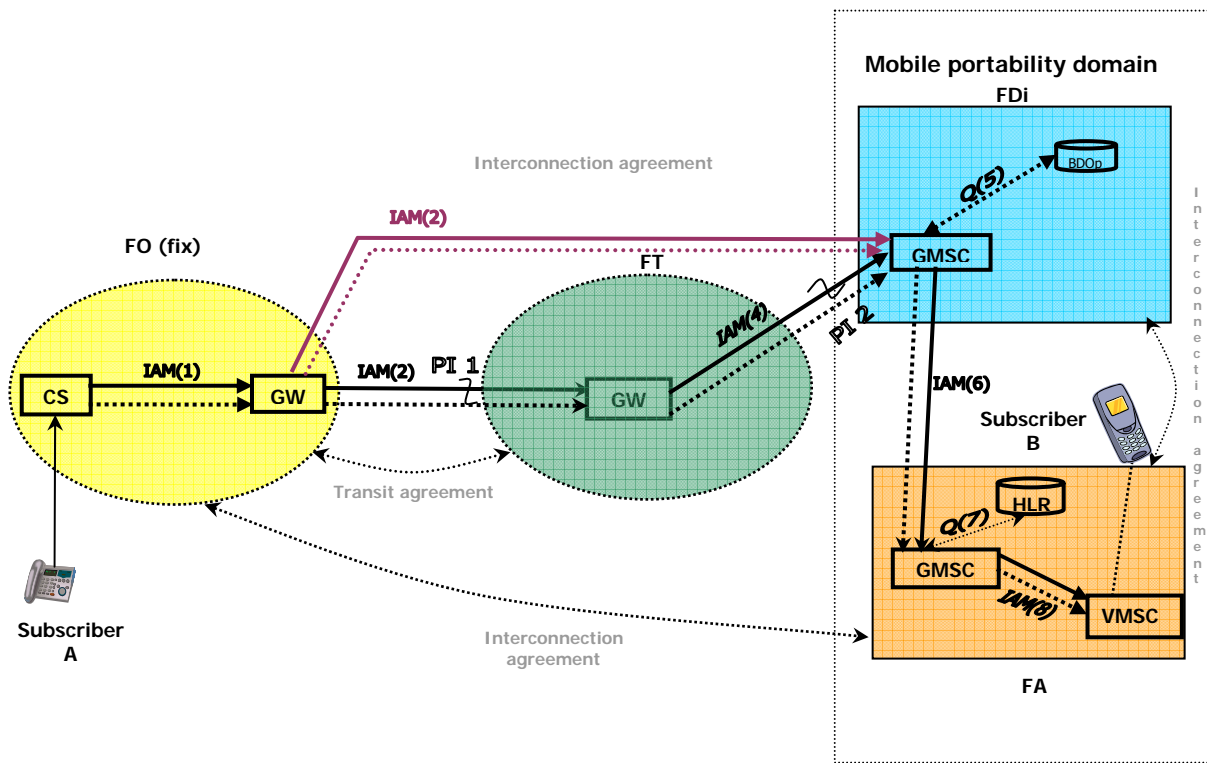 Mobile portability domain
FDi
BDOp
Q(5)
Interconnection agreement
IAM(2)
FO (fix)
FT
GMSC
IAM(4)
PI 2
IAM(1)
IAM(2)
PI 1
CS
GW
GW
IAM(6)
Subscriber
B
Interconnection agreement
Transit agreement
HLR
Q(7)
GMSC
IAM(8)
VMSC
Subscriber
A
Interconnection
agreement
FA